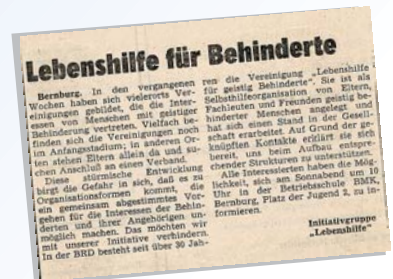 Lebenshilfe für Behinderte
Bernburg. In den vergangenen
Wochen haben sich vielerorts Ver-
einigungen gebildet, die die Inter-
essen von Menschen mit geistiger
Behinderung vertreten. Vielfach be-
finden sich die Vereinigungen noch
im Anfangsstadium; in anderen Or-
ten stehen Eltern allein da und su-
chen Anschluß an einen Verband.
Diese stürmische Entwicklung
birgt die Gefahr in sich, daß es zu
Organisationsformen kommt, die
ein gemeinsam abgestimmtes Vor-
gehen für die Interessen der Behin-
derten und ihrer Angehörigen un-
möglich machen. Das möchten wir
mit unserer Initiative verhindern.
In der BRD besteht seit über 30 Jah-
ren die Vereinigung „Lebenshilfe
für geistig Behinderte“. Sie ist als
Selbsthilfeorganisation von Eltern,
Fachleuten und Freunden geistig be-
hinderter Menschen angelegt und
hat sich einen Stand in der Gesell-
schaft erarbeitet. Auf Grund der ge-
knüpften Kontakte erklärt sie sich
bereit, uns beim Aufbau entspre-
chender Strukturen zu unterstützen.
Alle Interessierten haben die Mög-
lichkeit, sich am Sonnabend um 10
Uhr in der Betriebsschule BMK,
Bernburg, Platz der Jugend 2, zu in-
formieren.
Initiativgruppe
„Lebenshilfe“